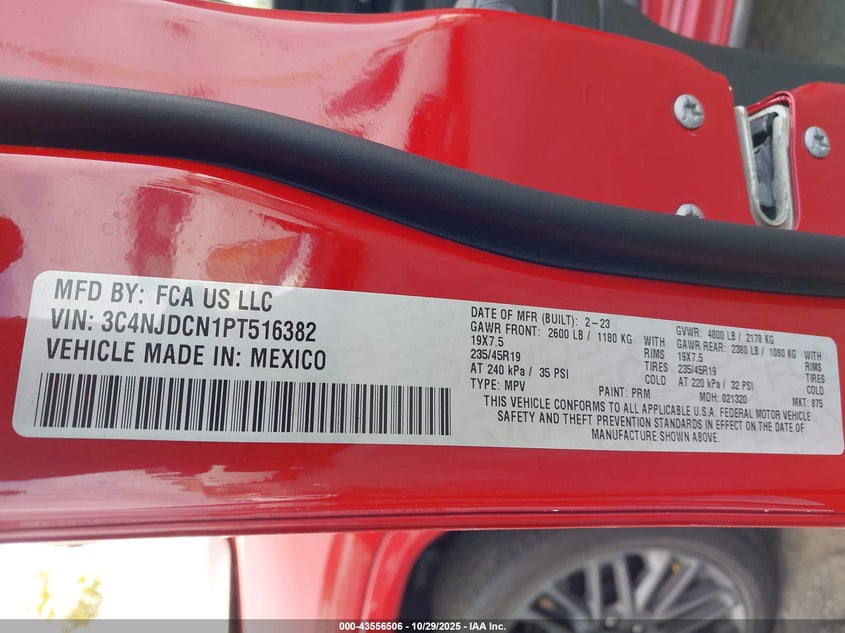 MFD BY: FCA US LLC
VIN: 3C4NJDCN1PT516382
VEHICLE MADE IN: MEXICO
DATE OF MFR (BUILT): 2-23 GVWR: 4800 LB / 2178 KG
GAWR FRONT: 2600 LB / 1180 KG WITH GAWR REAR: 2380 LB / 1080 KG WITH
19X7.5 RIMS 19X7.5 RIMS
235/45R19 TIRES 235/45R19 TIRES
AT 240 kPa / 35 PSI COLD AT 220 kPa / 32 PSI COLD
TYPE: MPV PAINT: PRM MDH: 021320 MKT: 875
THIS VEHICLE CONFORMS TO ALL APPLICABLE U.S.A. FEDERAL MOTOR VEHICLE
SAFETY AND THEFT PREVENTION STANDARDS IN EFFECT ON THE DATE OF
MANUFACTURE SHOWN ABOVE.
000-43556506 - 10/29/2025 - IAA Inc.